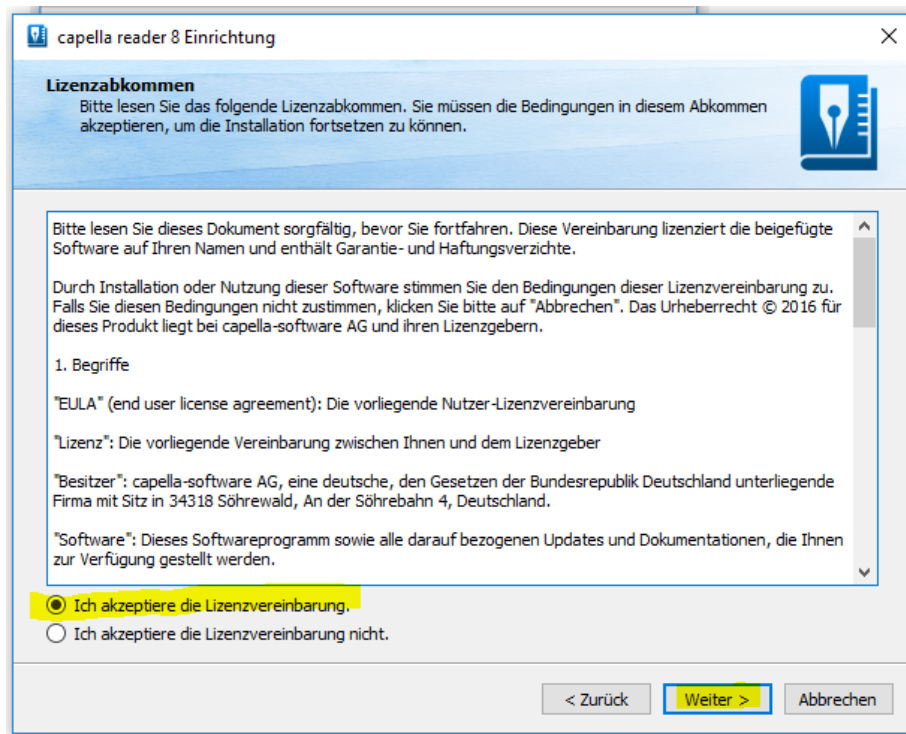 capella reader 8 Einrichtung
Lizenzabkommen
Bitte lesen Sie das folgende Lizenzabkommen. Sie müssen die Bedingungen in diesem Abkommen
akzeptieren, um die Installation fortsetzen zu können.
Bitte lesen Sie dieses Dokument sorgfältig, bevor Sie fortfahren. Diese Vereinbarung lizenziert die beigefügte
Software auf Ihren Namen und enthält Garantie- und Haftungsverzichte.
Durch Installation oder Nutzung dieser Software stimmen Sie den Bedingungen dieser Lizenzvereinbarung zu.
Falls Sie diesen Bedingungen nicht zustimmen, klicken Sie bitte auf "Abbrechen". Das Urheberrecht © 2016 für
dieses Produkt liegt bei capella-software AG und ihren Lizenzgebern.
1. Begriffe
"EULA" (end user license agreement): Die vorliegende Nutzer-Lizenzvereinbarung
"Lizenz": Die vorliegende Vereinbarung zwischen Ihnen und dem Lizenzgeber
"Besitzer": capella-software AG, eine deutsche, den Gesetzen der Bundesrepublik Deutschland unterliegende
Firma mit Sitz in 34318 Söhrewald, An der Söhrebahn 4, Deutschland.
"Software": Dieses Softwareprogramm sowie alle darauf bezogenen Updates und Dokumentationen, die Ihnen
zur Verfügung gestellt werden.
Ich akzeptiere die Lizenzvereinbarung.
Ich akzeptiere die Lizenzvereinbarung nicht.
< Zurück Weiter > Abbrechen